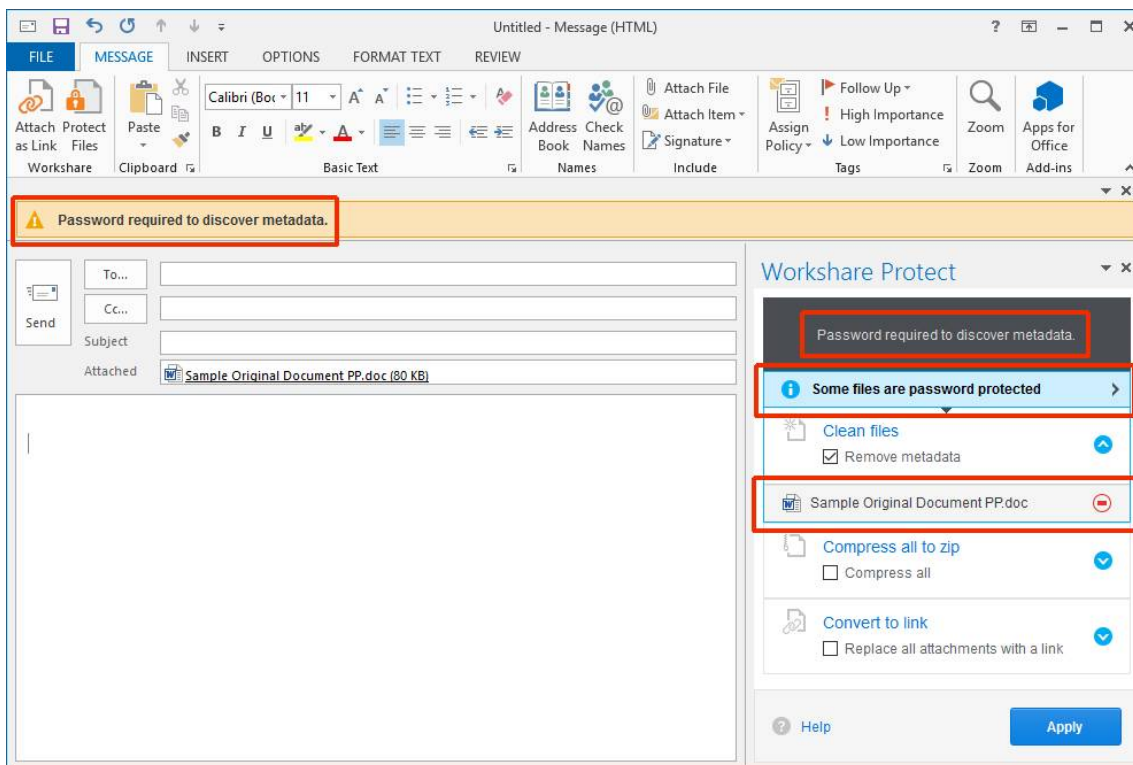 Untitled - Message (HTML)
?
FILE MESSAGE INSERT OPTIONS FORMAT TEXT REVIEW
Calibri (Boc 11 A A
Attach File Follow Up
Attach Item ! High Importance
Attach Protect Paste B I U A Address Check Signature Assign Low Importance Zoom Apps for
as Link Files Book Names Policy Office
Workshare Clipboard Basic Text Names Include Tags Zoom Add-ins
Password required to discover metadata.
To...
Cc...
Send
Subject
Attached Sample Original Document PP.doc (80 KB)
Workshare Protect
Password required to discover metadata.
Some files are password protected
Clean files
Remove metadata
Sample Original Document PP.doc
Compress all to zip
Compress all
Convert to link
Replace all attachments with a link
? Help Apply